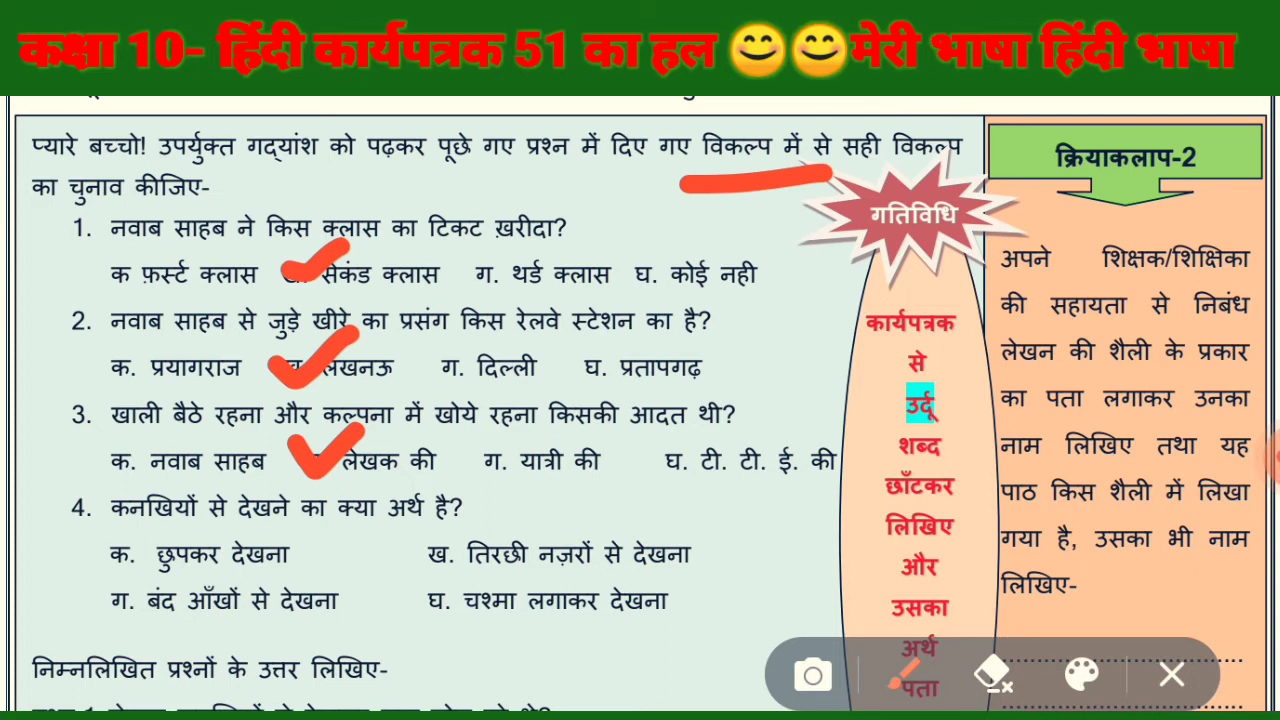 कक्षा 10- हिंदी कार्यपत्रक 51 का हल 😊😊मेरी भाषा हिंदी भाषा
प्यारे बच्चो! उपर्युक्त गद्यांश को पढ़कर पूछे गए प्रश्न में दिए गए विकल्प में से सही विकल्प
का चुनाव कीजिए-
1. नवाब साहब ने किस क्लास का टिकट ख़रीदा?
क फ़र्स्ट क्लास सेकंड क्लास ग. थर्ड क्लास घ. कोई नही
2. नवाब साहब से जुड़े खीरे का प्रसंग किस रेलवे स्टेशन का है?
क. प्रयागराज लखनऊ ग. दिल्ली घ. प्रतापगढ़
3. खाली बैठे रहना और कल्पना में खोये रहना किसकी आदत थी?
क. नवाब साहब लेखक की ग. यात्री की घ. टी. टी. ई. की
4. कनखियों से देखने का क्या अर्थ है?
क. छुपकर देखना ख. तिरछी नज़रों से देखना
ग. बंद आँखों से देखना घ. चश्मा लगाकर देखना
निम्नलिखित प्रश्नों के उत्तर लिखिए-
गतिविधि
कार्यपत्रक
से
उर्दू
शब्द
छाँटकर
लिखिए
और
उसका
अर्थ
पता
क्रियाकलाप-2
अपने शिक्षक/शिक्षिका
की सहायता से निबंध
लेखन की शैली के प्रकार
का पता लगाकर उनका
नाम लिखिए तथा यह
पाठ किस शैली में लिखा
गया है, उसका भी नाम
लिखिए-